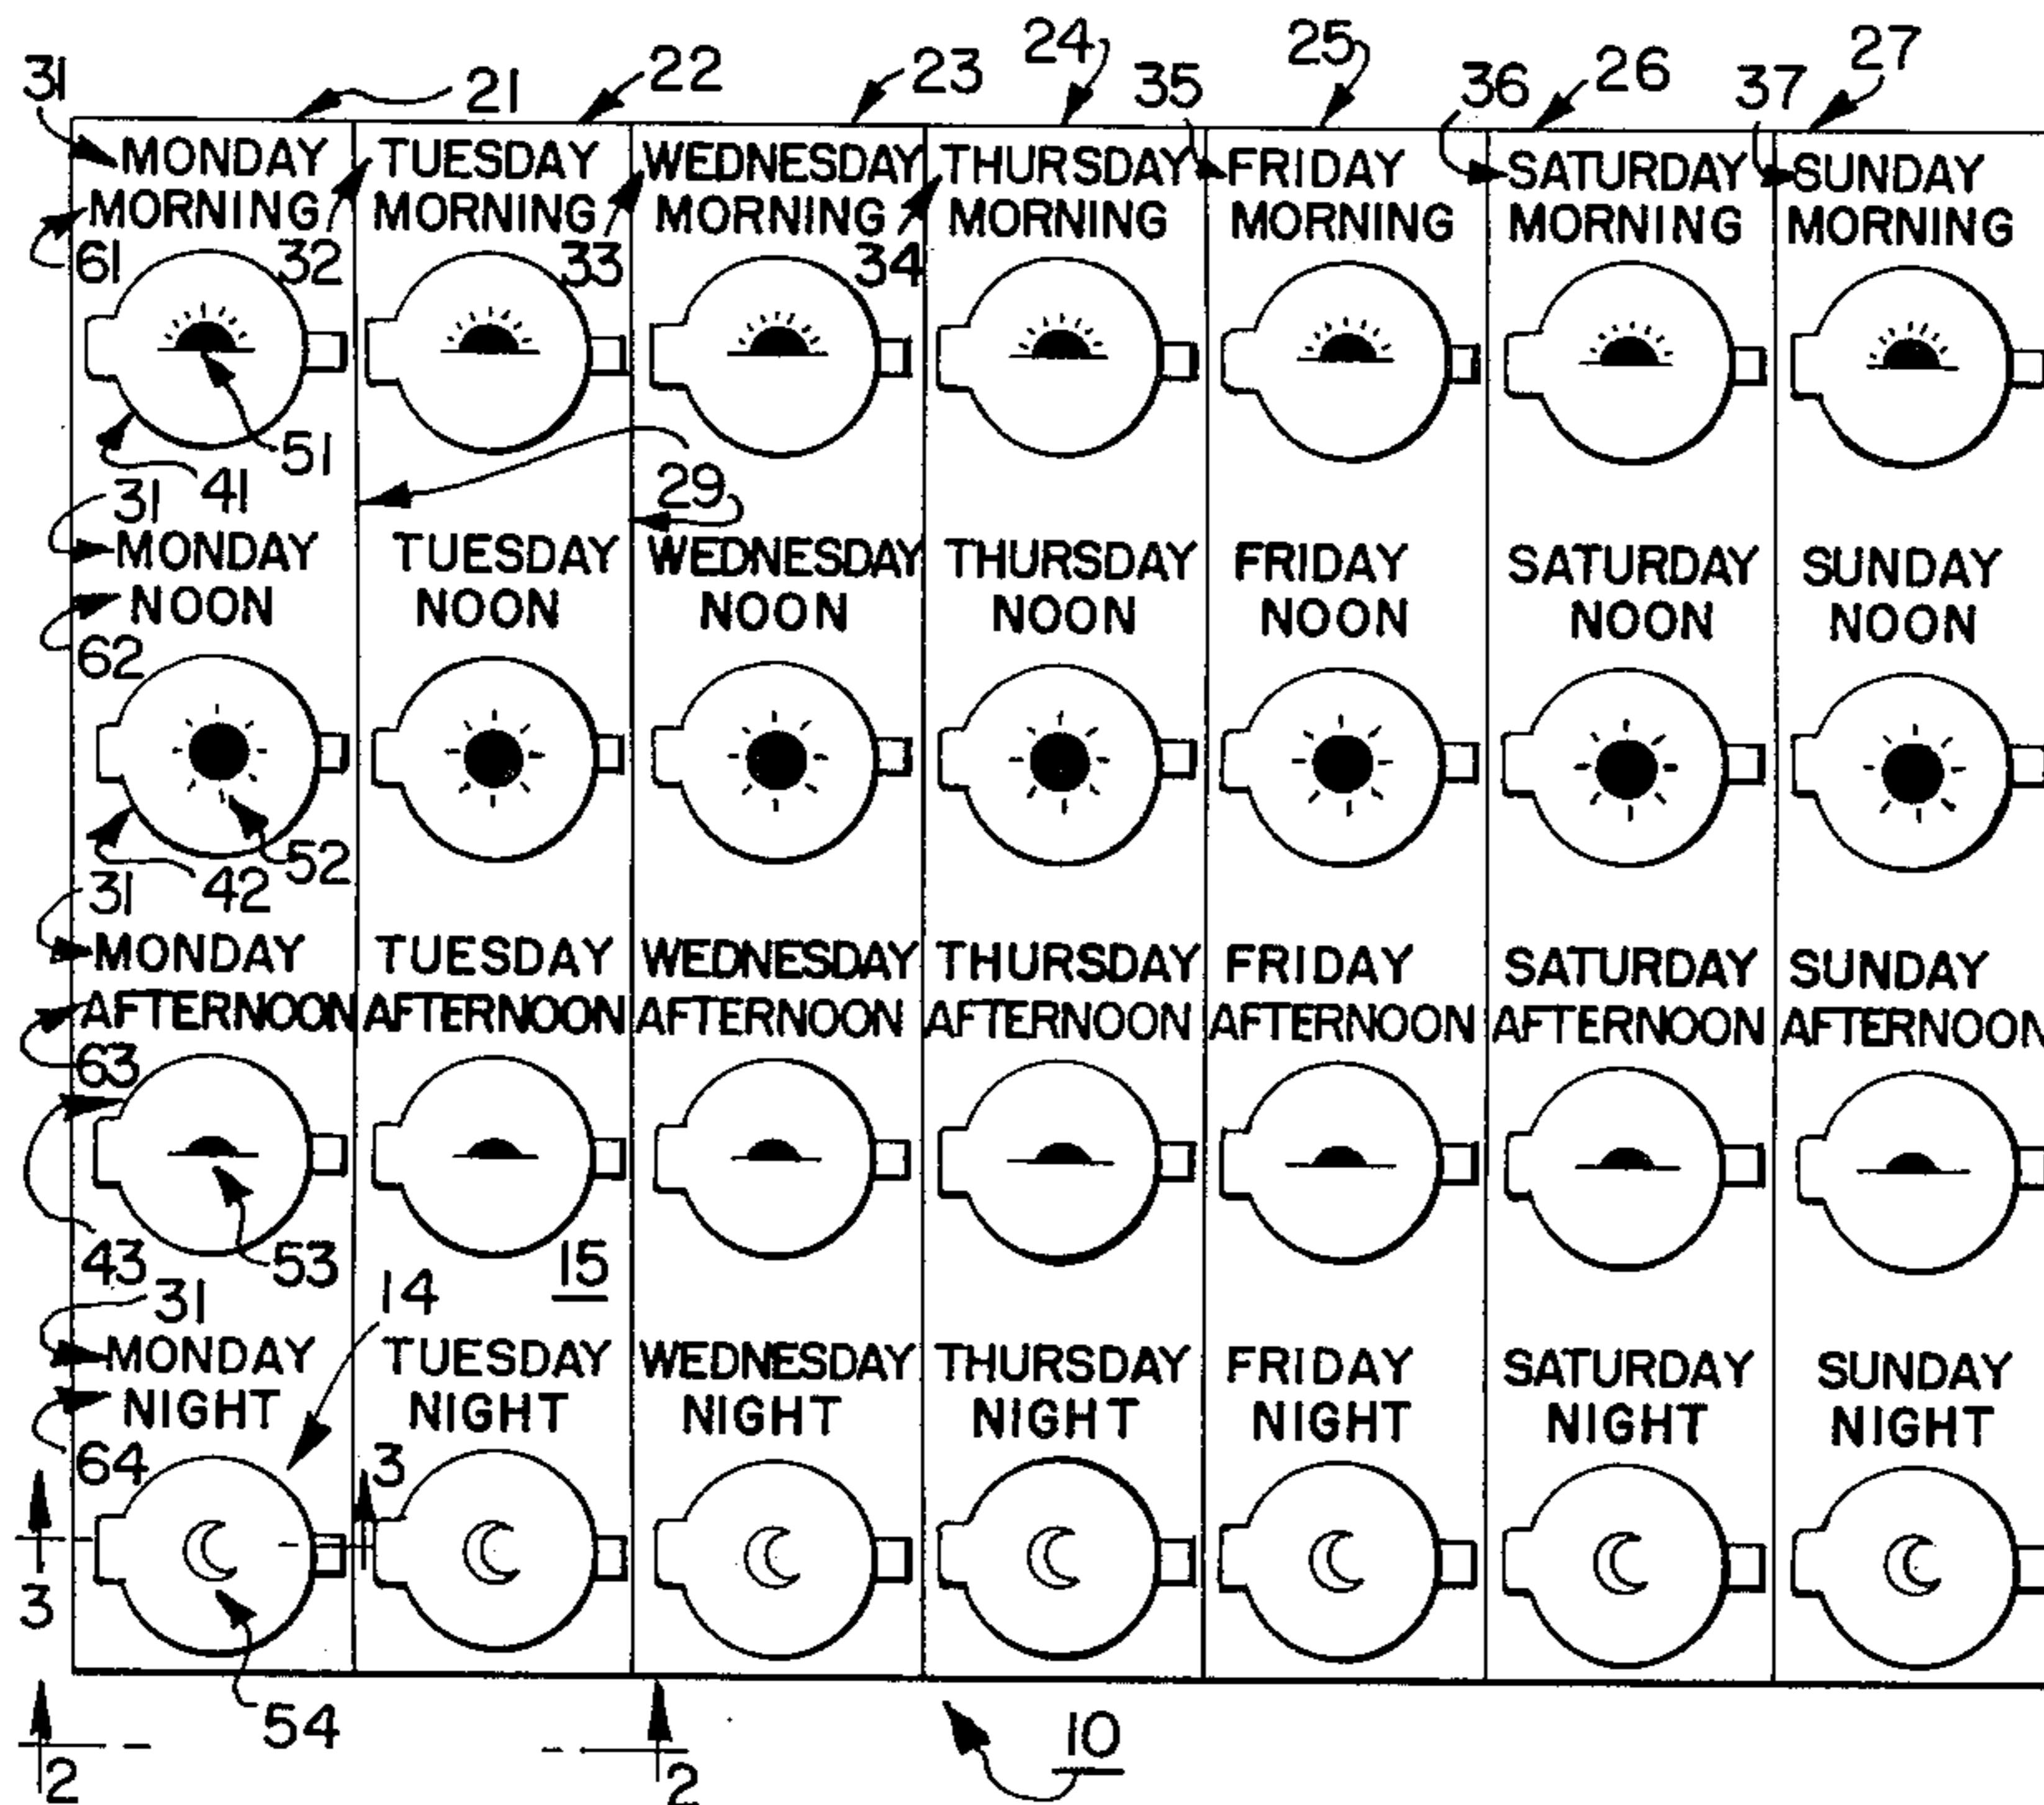 24 25 27
31 21 22 23 35 36 26 37
MONDAY TUESDAY WEDNESDAY THURSDAY FRIDAY SATURDAY SUNDAY
MORNING MORNING MORNING MORNING MORNING MORNING MORNING
61 32 33 34
51
31 41 29
MONDAY TUESDAY WEDNESDAY THURSDAY FRIDAY SATURDAY SUNDAY
NOON NOON NOON NOON NOON NOON NOON
62
52
31 42
MONDAY TUESDAY WEDNESDAY THURSDAY FRIDAY SATURDAY SUNDAY
AFTERNOON AFTERNOON AFTERNOON AFTERNOON AFTERNOON AFTERNOON AFTERNOON
63
43 53 15
31 14
MONDAY TUESDAY WEDNESDAY THURSDAY FRIDAY SATURDAY SUNDAY
NIGHT NIGHT NIGHT NIGHT NIGHT NIGHT NIGHT
64 3
3
54 10
2 2